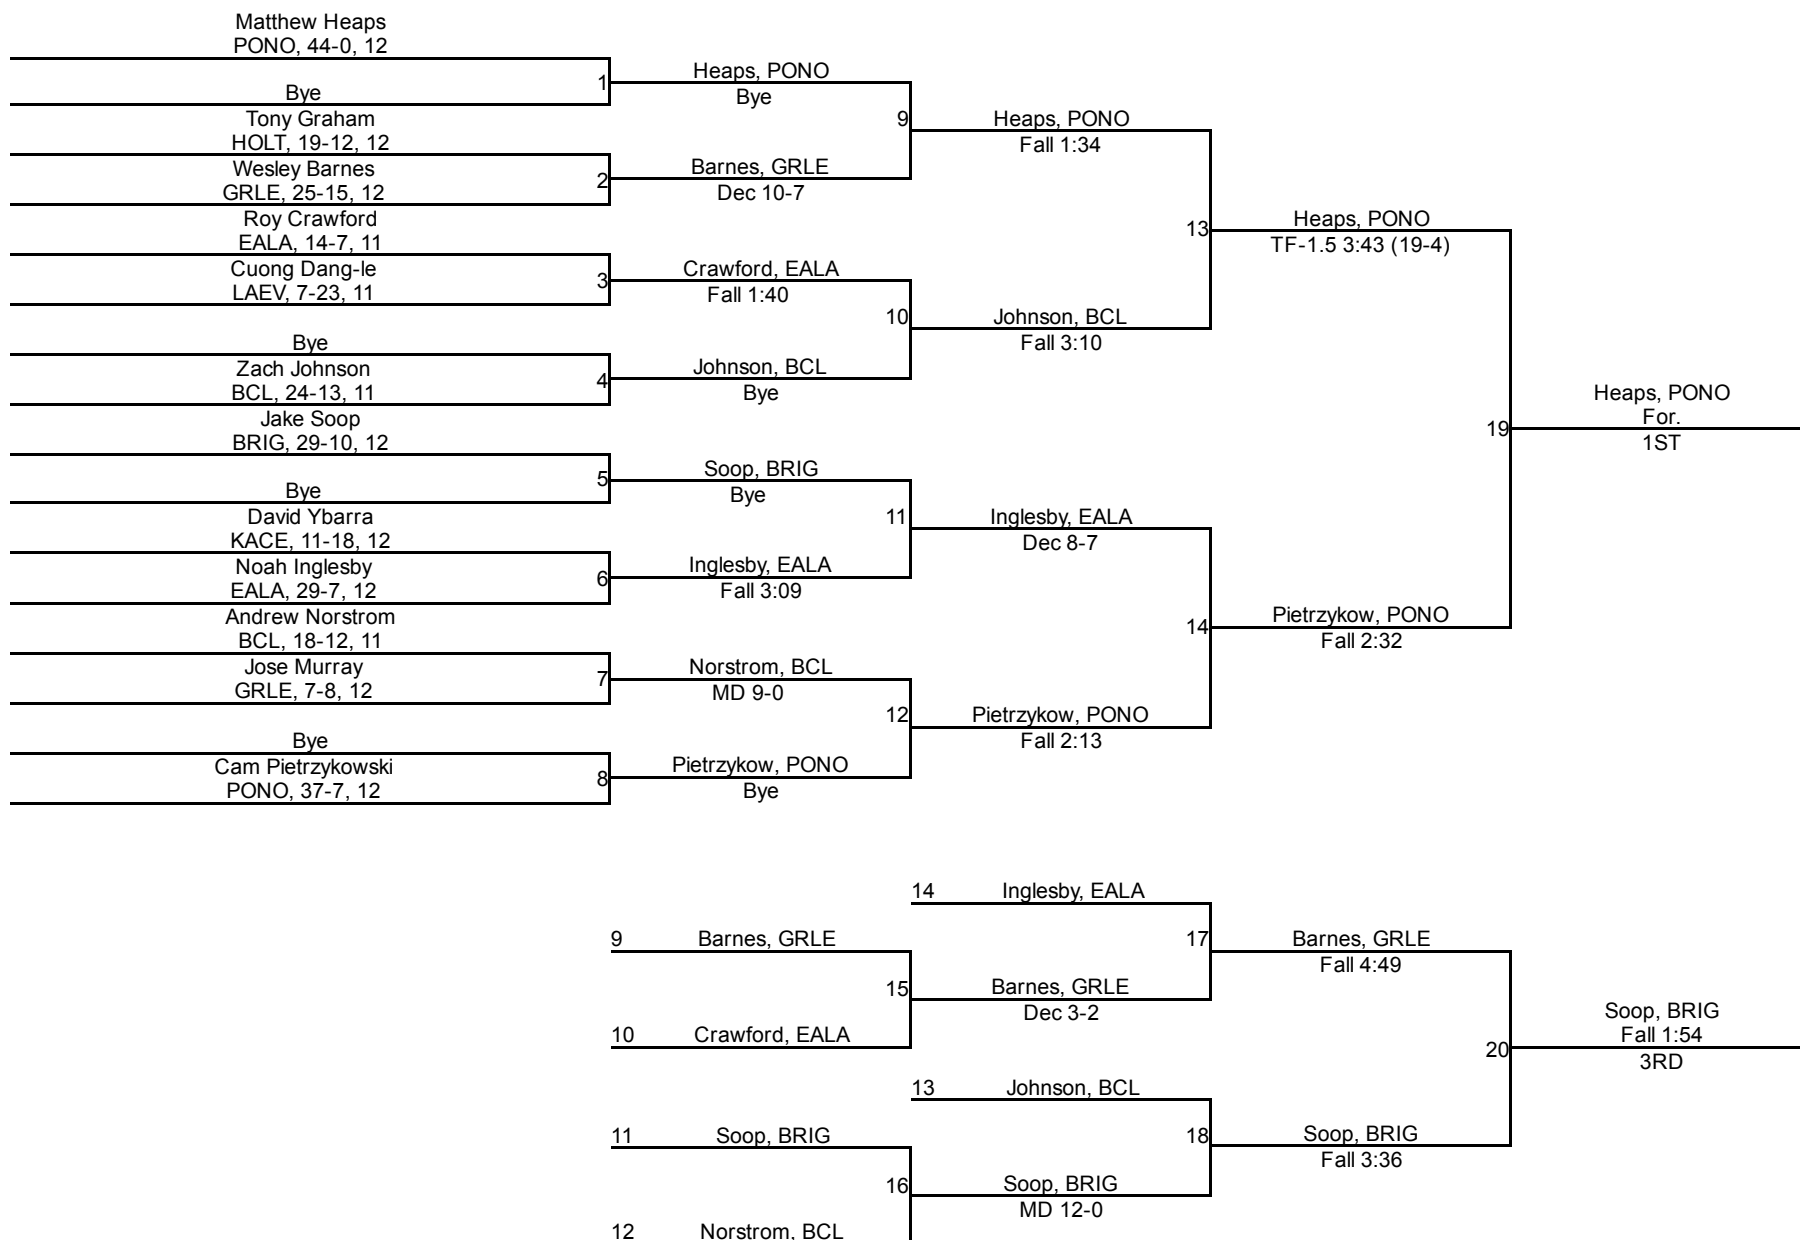 Matthew Heaps
PONO, 44-0, 12
Bye
1
Tony Graham
HOLT, 19-12, 12
Wesley Barnes
GRLE, 25-15, 12
2
Roy Crawford
EALA, 14-7, 11
Cuong Dang-le
LAEV, 7-23, 11
3
Bye
Zach Johnson
BCL, 24-13, 11
4
Jake Soop
BRIG, 29-10, 12
Bye
5
David Ybarra
KACE, 11-18, 12
Noah Inglesby
EALA, 29-7, 12
6
Andrew Norstrom
BCL, 18-12, 11
Jose Murray
GRLE, 7-8, 12
7
Bye
Cam Pietrzykowski
PONO, 37-7, 12
8
Heaps, PONO
Bye
9
Barnes, GRLE
Dec 10-7
Crawford, EALA
Fall 1:40
10
Johnson, BCL
Bye
Soop, BRIG
Bye
11
Inglesby, EALA
Fall 3:09
Norstrom, BCL
MD 9-0
12
Pietrzykow, PONO
Bye
Heaps, PONO
Fall 1:34
13
Johnson, BCL
Fall 3:10
Inglesby, EALA
Dec 8-7
14
Pietrzykow, PONO
Fall 2:13
Heaps, PONO
TF-1.5 3:43 (19-4)
19
Pietrzykow, PONO
Fall 2:32
Heaps, PONO
For.
1ST
9
Barnes, GRLE
15
10
Crawford, EALA
11
Soop, BRIG
16
12
Norstrom, BCL
14
Inglesby, EALA
17
Barnes, GRLE
Dec 3-2
13
Johnson, BCL
18
Soop, BRIG
MD 12-0
Barnes, GRLE
Fall 4:49
20
Soop, BRIG
Fall 3:36
Soop, BRIG
Fall 1:54
3RD